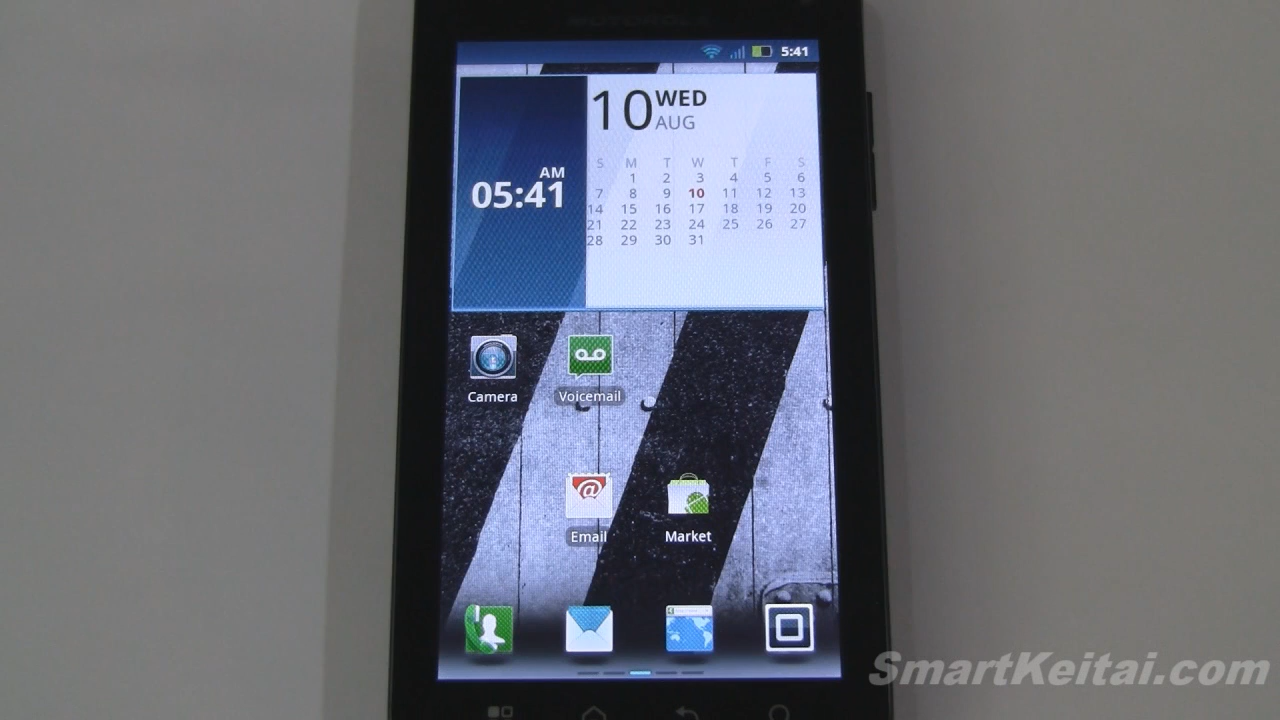 5:41
10 WED
AUG
AM
05:41
S M T W T F S
1 2 3 4 5 6
7 8 9 10 11 12 13
14 15 16 17 18 19 20
21 22 23 24 25 26 27
28 29 30 31
Camera Voicemail
Email Market
SmartKeitai.com